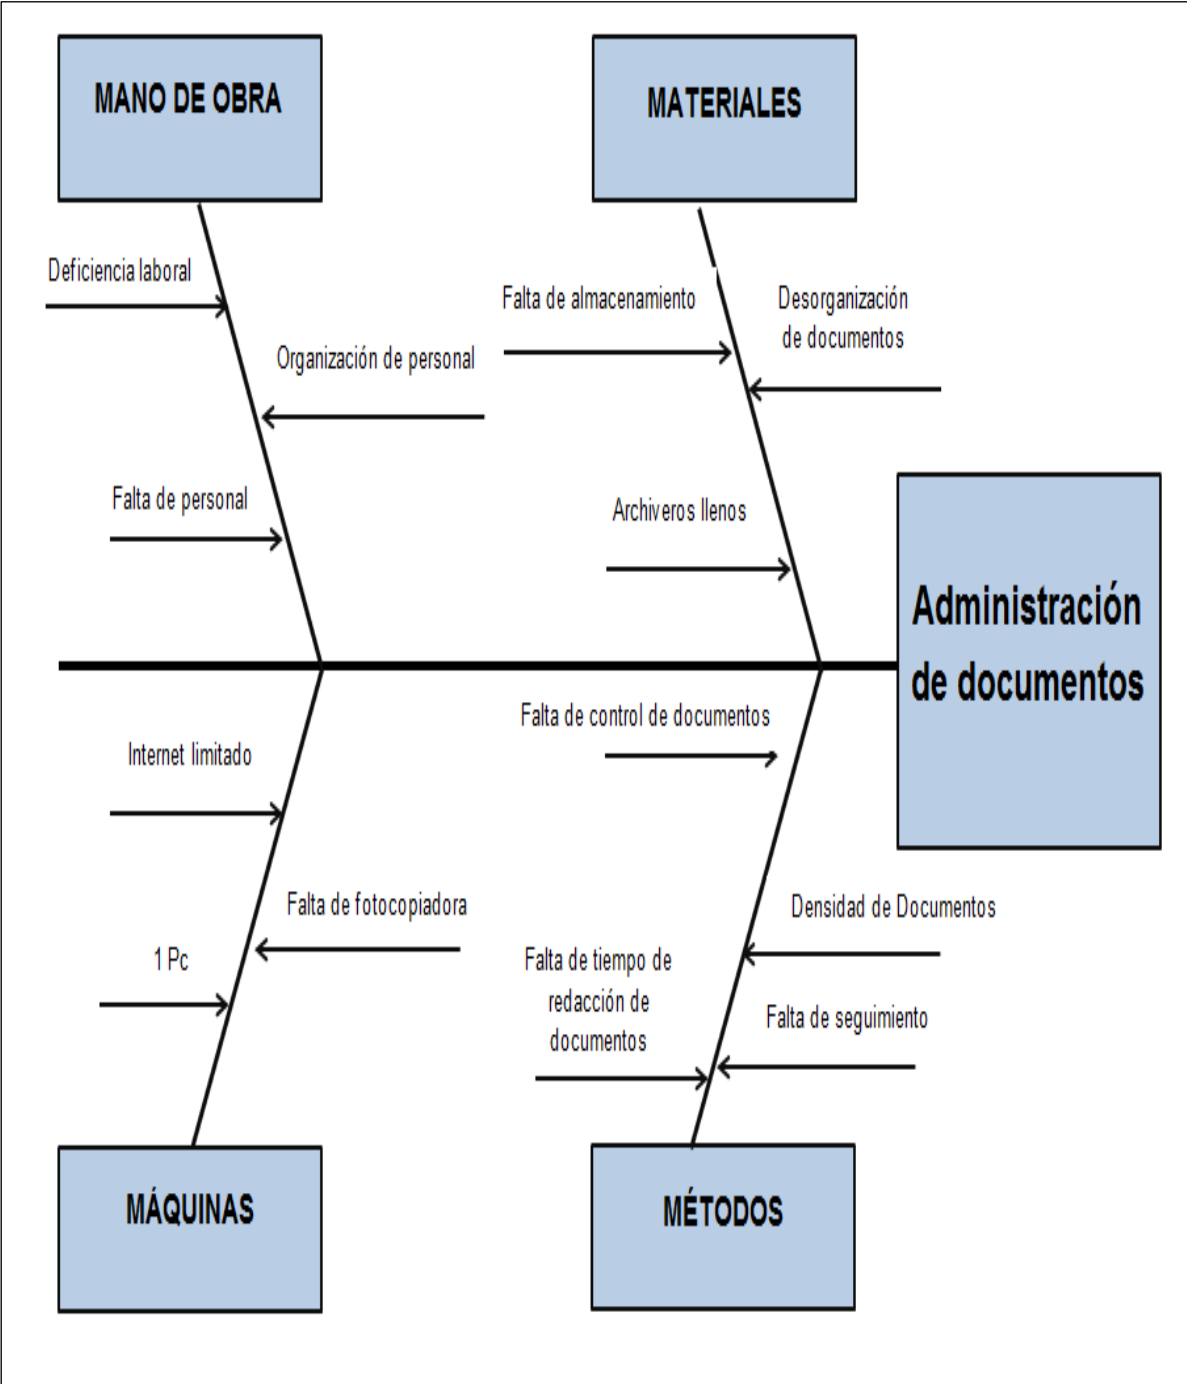 MANO DE OBRA
MATERIALES
Deficiencia laboral
Falta de almacenamiento
Desorganización
de documentos
Organización de personal
Falta de personal
Archiveros llenos
Administración
de documentos
Falta de control de documentos
Internet limitado
Falta de fotocopiadora
Densidad de Documentos
1 Pc
Falta de tiempo de
redacción de
documentos
Falta de seguimiento
MÁQUINAS
MÉTODOS